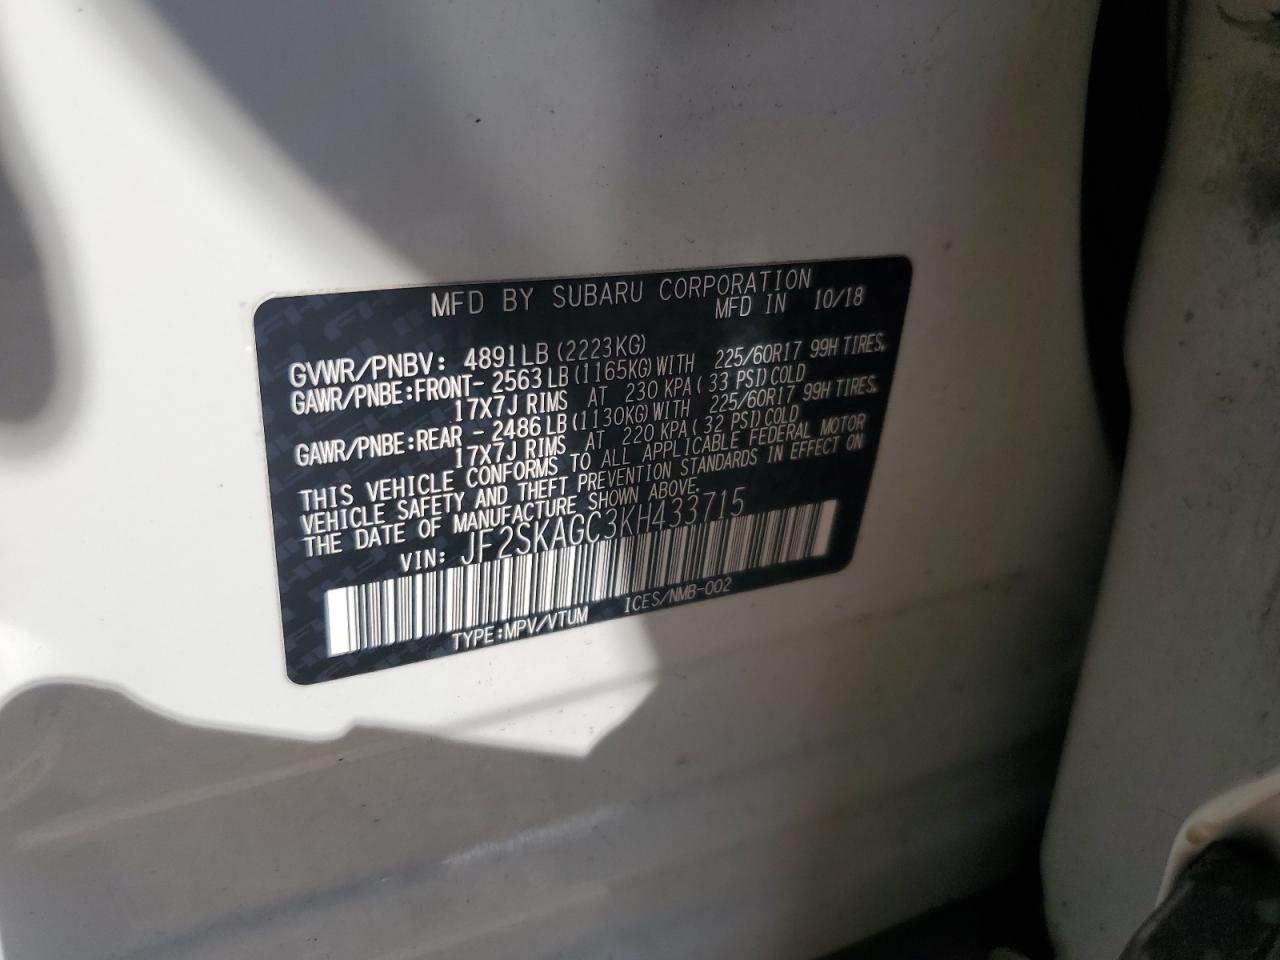 MFD BY SUBARU CORPORATION
MFD IN 10/18
GVWR/PNBV: 4891LB (2223KG)
GAWR/PNBE:FRONT- 2563LB (1165KG) WITH 225/60R17 99H TIRES,
17X7J RIMS AT 230 KPA (33 PSI) COLD
GAWR/PNBE:REAR - 2486LB (1130KG) WITH 225/60R17 99H TIRES,
17X7J RIMS AT 220 KPA (32 PSI) COLD
THIS VEHICLE CONFORMS TO ALL APPLICABLE FEDERAL MOTOR
VEHICLE SAFETY AND THEFT PREVENTION STANDARDS IN EFFECT ON
THE DATE OF MANUFACTURE SHOWN ABOVE.
VIN: JF2SKAGC3KH433715
TYPE:MPV/VTUM ICES/NMB-002